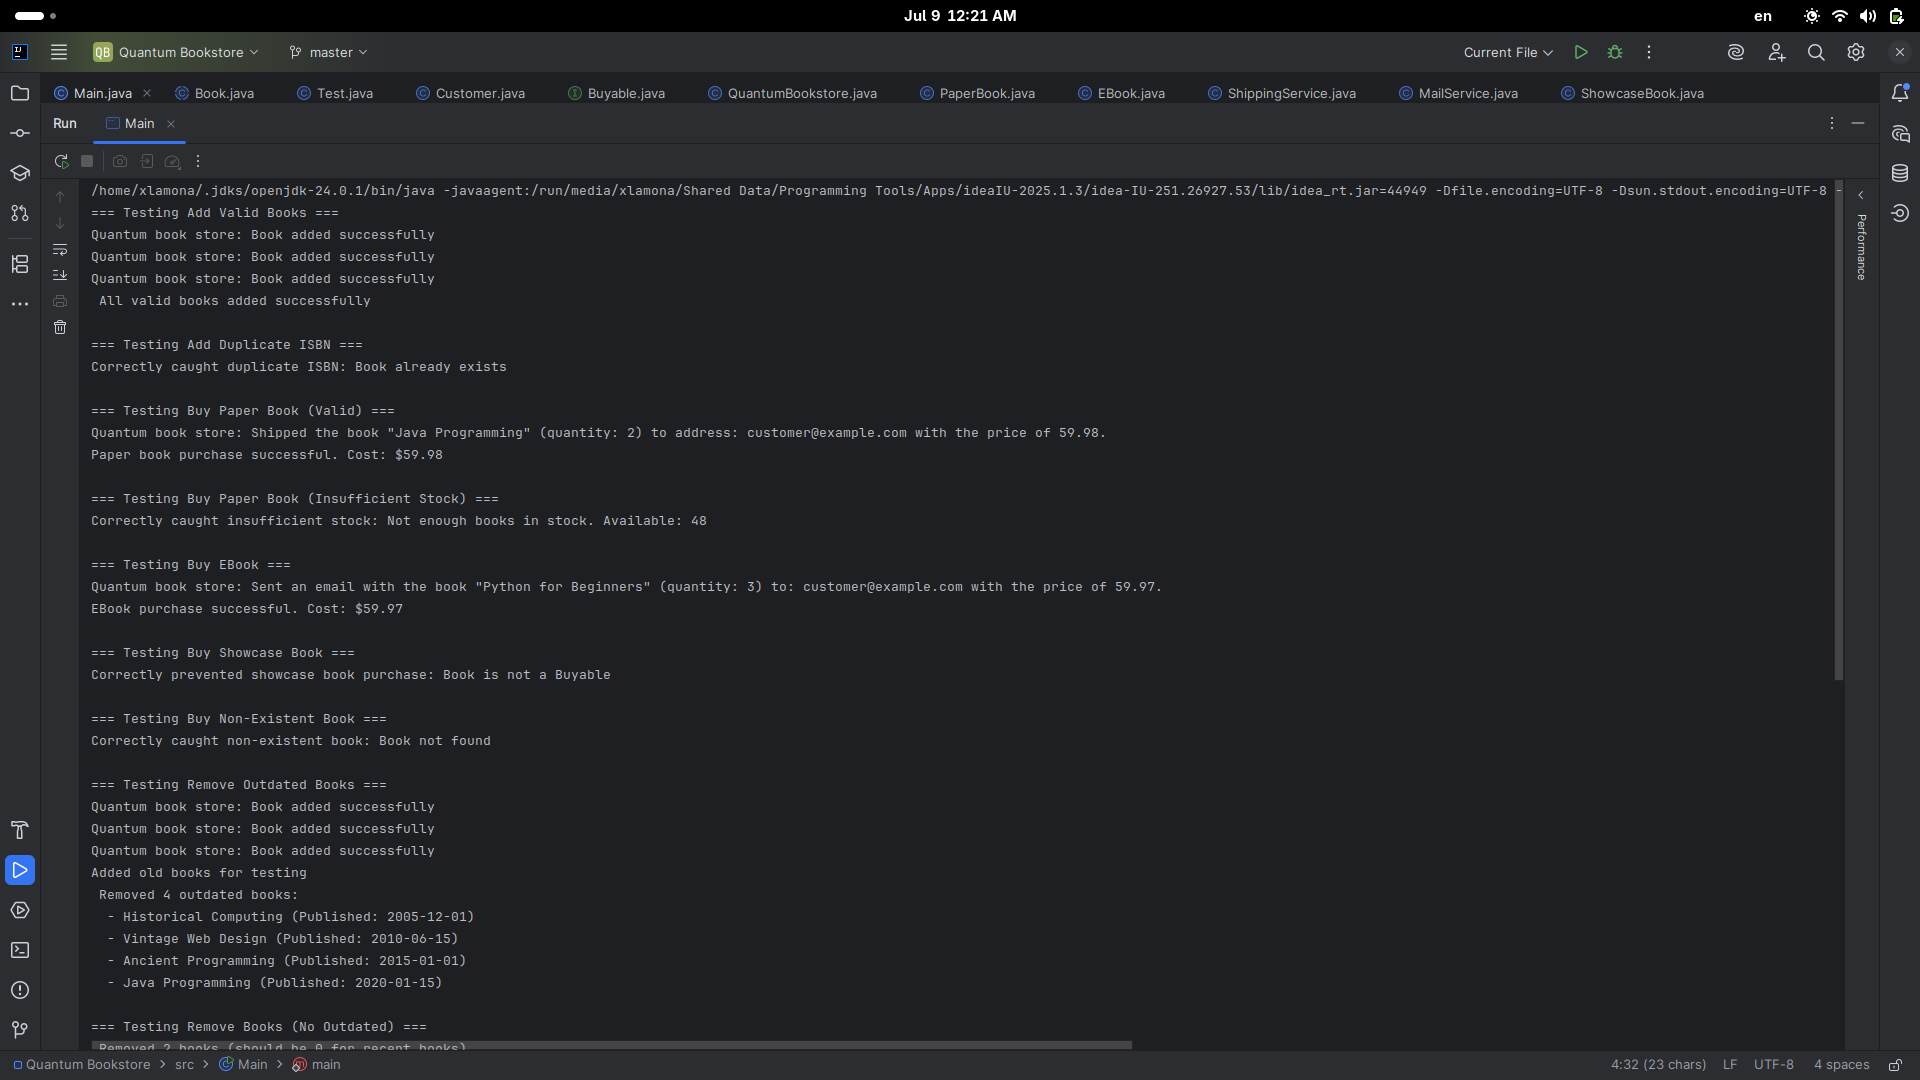 Jul 9 12:21 AM
en
QB Quantum Bookstore
master
Current File
Main.java
Book.java
Test.java
Customer.java
Buyable.java
QuantumBookstore.java
PaperBook.java
EBook.java
ShippingService.java
MailService.java
ShowcaseBook.java
Run
Main
/home/xlamona/.jdks/openjdk-24.0.1/bin/java -javaagent:/run/media/xlamona/Shared Data/Programming Tools/Apps/ideaIU-2025.1.3/idea-IU-251.26927.53/lib/idea_rt.jar=44949 -Dfile.encoding=UTF-8 -Dsun.stdout.encoding=UTF-8 -
=== Testing Add Valid Books ===
Quantum book store: Book added successfully
Quantum book store: Book added successfully
Quantum book store: Book added successfully
All valid books added successfully
=== Testing Add Duplicate ISBN ===
Correctly caught duplicate ISBN: Book already exists
=== Testing Buy Paper Book (Valid) ===
Quantum book store: Shipped the book "Java Programming" (quantity: 2) to address: customer@example.com with the price of 59.98.
Paper book purchase successful. Cost: $59.98
=== Testing Buy Paper Book (Insufficient Stock) ===
Correctly caught insufficient stock: Not enough books in stock. Available: 48
=== Testing Buy EBook ===
Quantum book store: Sent an email with the book "Python for Beginners" (quantity: 3) to: customer@example.com with the price of 59.97.
EBook purchase successful. Cost: $59.97
=== Testing Buy Showcase Book ===
Correctly prevented showcase book purchase: Book is not a Buyable
=== Testing Buy Non-Existent Book ===
Correctly caught non-existent book: Book not found
=== Testing Remove Outdated Books ===
Quantum book store: Book added successfully
Quantum book store: Book added successfully
Quantum book store: Book added successfully
Added old books for testing
Removed 4 outdated books:
- Historical Computing (Published: 2005-12-01)
- Vintage Web Design (Published: 2010-06-15)
- Ancient Programming (Published: 2015-01-01)
- Java Programming (Published: 2020-01-15)
=== Testing Remove Books (No Outdated) ===
Removed 2 books (should be 0 for recent books)
Performance
Quantum Bookstore > src > Main > main
4:32 (23 chars)
LF
UTF-8
4 spaces